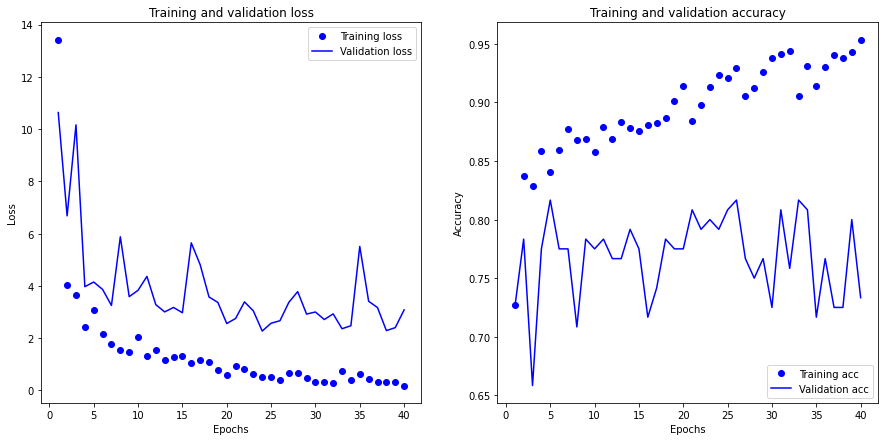 Training and validation loss
Training loss
Validation loss
14
12
10
8
6
4
2
0
Loss
0 5 10 15 20 25 30 35 40
Epochs
Training and validation accuracy
0.95
0.90
0.85
0.80
0.75
0.70
0.65
Accuracy
Training acc
Validation acc
0 5 10 15 20 25 30 35 40
Epochs